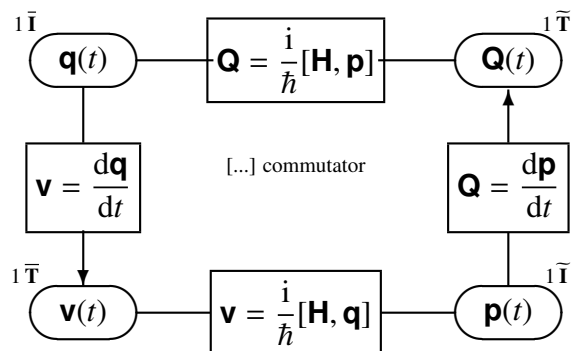 1 Ī 1 T̃
q(t) Q = i/ħ [H, p] Q(t)
v = dq/dt [...] commutator Q = dp/dt
1 T̄ 1 Ĩ
v(t) v = i/ħ [H, q] p(t)